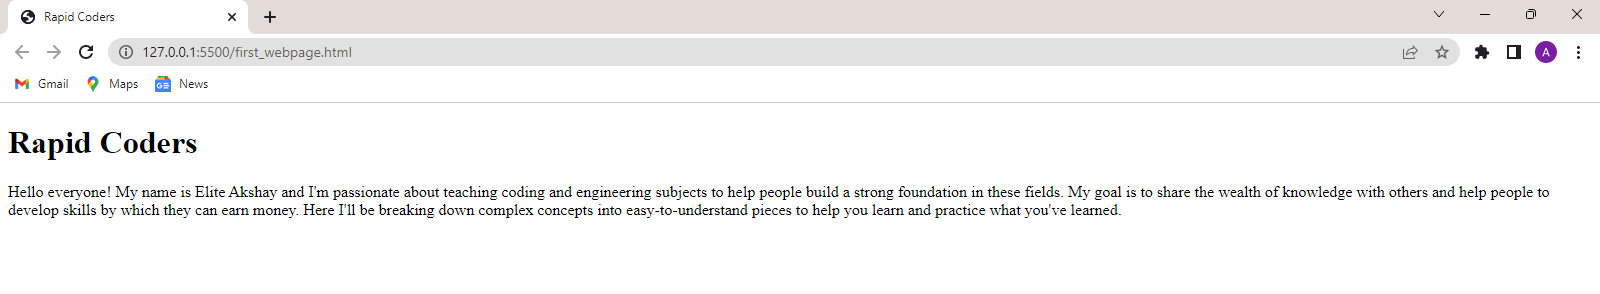 Rapid Coders
127.0.0.1:5500/first_webpage.html
A
Gmail Maps GE News
Rapid Coders
Hello everyone! My name is Elite Akshay and I'm passionate about teaching coding and engineering subjects to help people build a strong foundation in these fields. My goal is to share the wealth of knowledge with others and help people to
develop skills by which they can earn money. Here I'll be breaking down complex concepts into easy-to-understand pieces to help you learn and practice what you've learned.